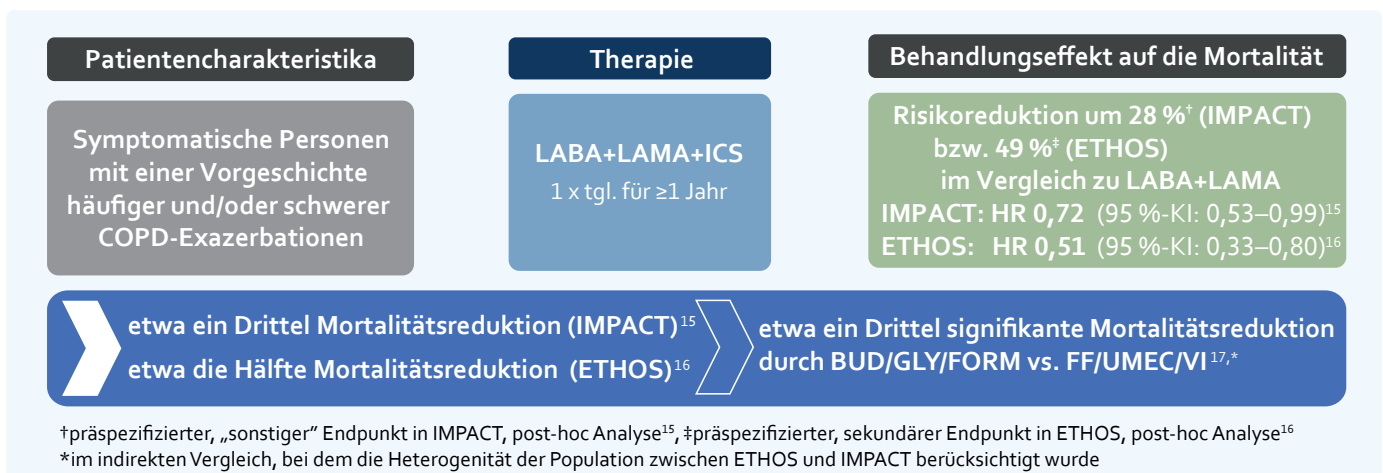 Patientencharakteristika
Symptomatische Personen
mit einer Vorgeschichte
häufiger und/oder schwerer
COPD-Exazerbationen
Therapie
LABA+LAMA+ICS
1 x tgl. für ≥1 Jahr
Behandlungseffekt auf die Mortalität
Risikoreduktion um 28 %† (IMPACT)
bzw. 49 %‡ (ETHOS)
im Vergleich zu LABA+LAMA
IMPACT: HR 0,72 (95 %-KI: 0,53–0,99)15
ETHOS: HR 0,51 (95 %-KI: 0,33–0,80)16
etwa ein Drittel Mortalitätsreduktion (IMPACT)15
etwa die Hälfte Mortalitätsreduktion (ETHOS)16
etwa ein Drittel signifikante Mortalitätsreduktion
durch BUD/GLY/FORM vs. FF/UMEC/VI17,*
†präspezifizierter, „sonstiger" Endpunkt in IMPACT, post-hoc Analyse15, ‡präspezifizierter, sekundärer Endpunkt in ETHOS, post-hoc Analyse16
*im indirekten Vergleich, bei dem die Heterogenität der Population zwischen ETHOS und IMPACT berücksichtigt wurde